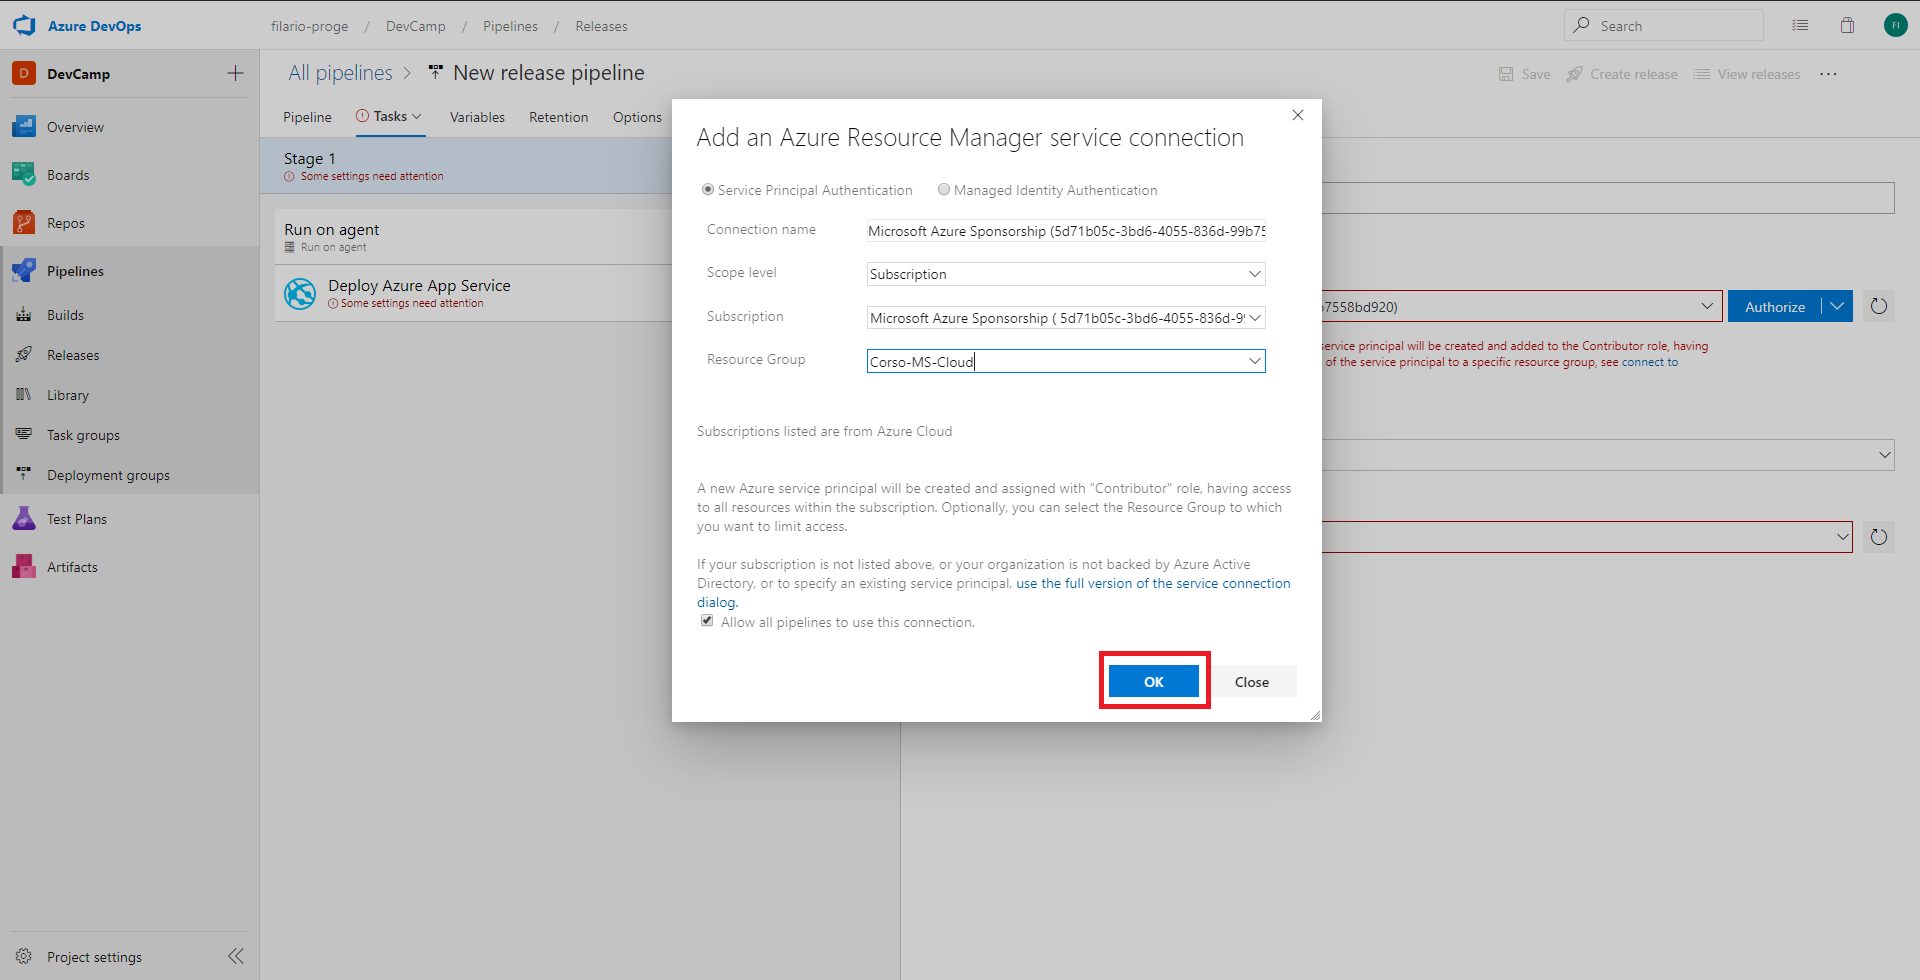 Azure DevOps
filario-proge / DevCamp / Pipelines / Releases
Search
FI
D DevCamp
Overview
Boards
Repos
Pipelines
Builds
Releases
Library
Task groups
Deployment groups
Test Plans
Artifacts
Project settings
All pipelines > New release pipeline
Save
Create release
View releases
...
Pipeline
Tasks
Variables
Retention
Options
Stage 1
Some settings need attention
Run on agent
Run on agent
Deploy Azure App Service
Some settings need attention
Add an Azure Resource Manager service connection
Service Principal Authentication
Managed Identity Authentication
Connection name
Microsoft Azure Sponsorship (5d71b05c-3bd6-4055-836d-99b75
Scope level
Subscription
Subscription
Microsoft Azure Sponsorship ( 5d71b05c-3bd6-4055-836d-9
Resource Group
Corso-MS-Cloud
Subscriptions listed are from Azure Cloud
A new Azure service principal will be created and assigned with "Contributor" role, having access
to all resources within the subscription. Optionally, you can select the Resource Group to which
you want to limit access.
If your subscription is not listed above, or your organization is not backed by Azure Active
Directory, or to specify an existing service principal, use the full version of the service connection
dialog.
Allow all pipelines to use this connection.
OK
Close
7558bd920)
Authorize
service principal will be created and added to the Contributor role, having
of the service principal to a specific resource group, see connect to